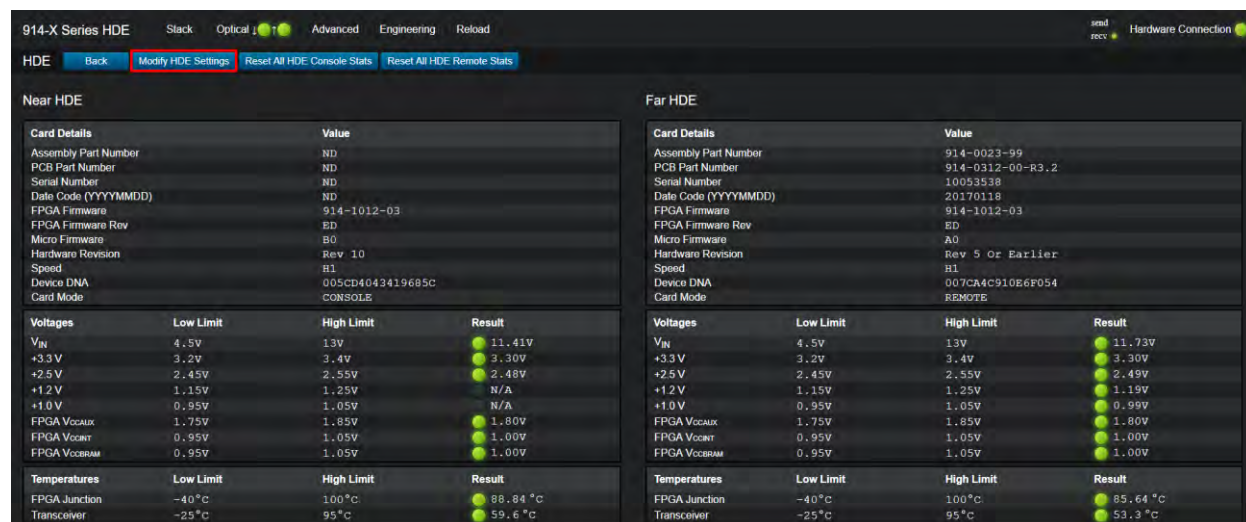 914-X Series HDE Stack Optical ↓ ↑ Advanced Engineering Reload send recv Hardware Connection
HDE Back Modify HDE Settings Reset All HDE Console Stats Reset All HDE Remote Stats
Near HDE
Card Details Value
Assembly Part Number ND
PCB Part Number ND
Serial Number ND
Date Code (YYYYMMDD) ND
FPGA Firmware 914-1012-03
FPGA Firmware Rev ED
Micro Firmware B0
Hardware Revision Rev 10
Speed H1
Device DNA 005CD4043419685C
Card Mode CONSOLE
Voltages Low Limit High Limit Result
VIN 4.5V 13V 11.41V
+3.3 V 3.2V 3.4V 3.30V
+2.5 V 2.45V 2.55V 2.48V
+1.2 V 1.15V 1.25V N/A
+1.0 V 0.95V 1.05V N/A
FPGA VCCAUX 1.75V 1.85V 1.80V
FPGA VCCINT 0.95V 1.05V 1.00V
FPGA VCCBRAM 0.95V 1.05V 1.00V
Temperatures Low Limit High Limit Result
FPGA Junction -40°C 100°C 88.84°C
Transceiver -25°C 95°C 59.6°C
Far HDE
Card Details Value
Assembly Part Number 914-0023-99
PCB Part Number 914-0312-00-R3.2
Serial Number 10053538
Date Code (YYYYMMDD) 20170118
FPGA Firmware 914-1012-03
FPGA Firmware Rev ED
Micro Firmware A0
Hardware Revision Rev 5 Or Earlier
Speed H1
Device DNA 007CA4C910E6F054
Card Mode REMOTE
Voltages Low Limit High Limit Result
VIN 4.5V 13V 11.73V
+3.3 V 3.2V 3.4V 3.30V
+2.5 V 2.45V 2.55V 2.49V
+1.2 V 1.15V 1.25V 1.19V
+1.0 V 0.95V 1.05V 0.99V
FPGA VCCAUX 1.75V 1.85V 1.80V
FPGA VCCINT 0.95V 1.05V 1.00V
FPGA VCCBRAM 0.95V 1.05V 1.00V
Temperatures Low Limit High Limit Result
FPGA Junction -40°C 100°C 85.64°C
Transceiver -25°C 95°C 53.3°C